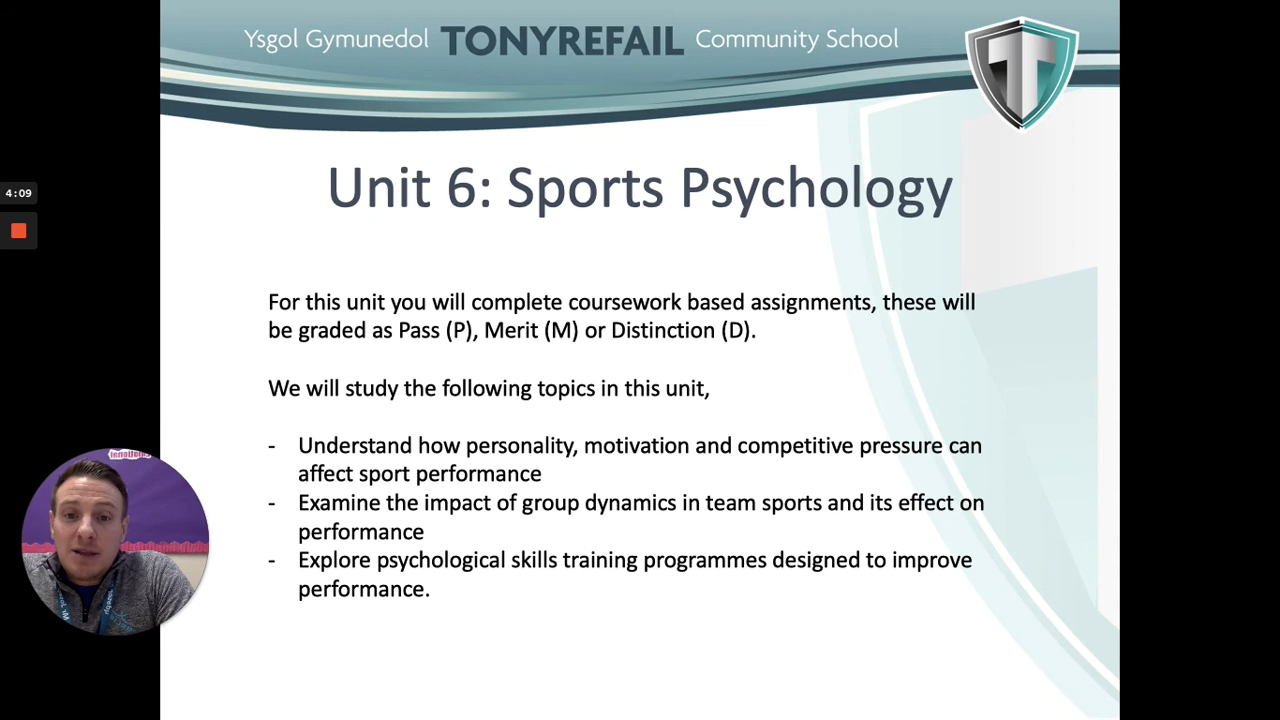 Ysgol Gymunedol TONYREFAIL Community School
Unit 6: Sports Psychology
4:09
For this unit you will complete coursework based assignments, these will
be graded as Pass (P), Merit (M) or Distinction (D).
We will study the following topics in this unit,
- Understand how personality, motivation and competitive pressure can
affect sport performance
- Examine the impact of group dynamics in team sports and its effect on
performance
- Explore psychological skills training programmes designed to improve
performance.